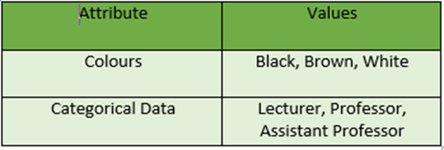 Attribute Values
Colours Black, Brown, White
Categorical Data Lecturer, Professor,
Assistant Professor